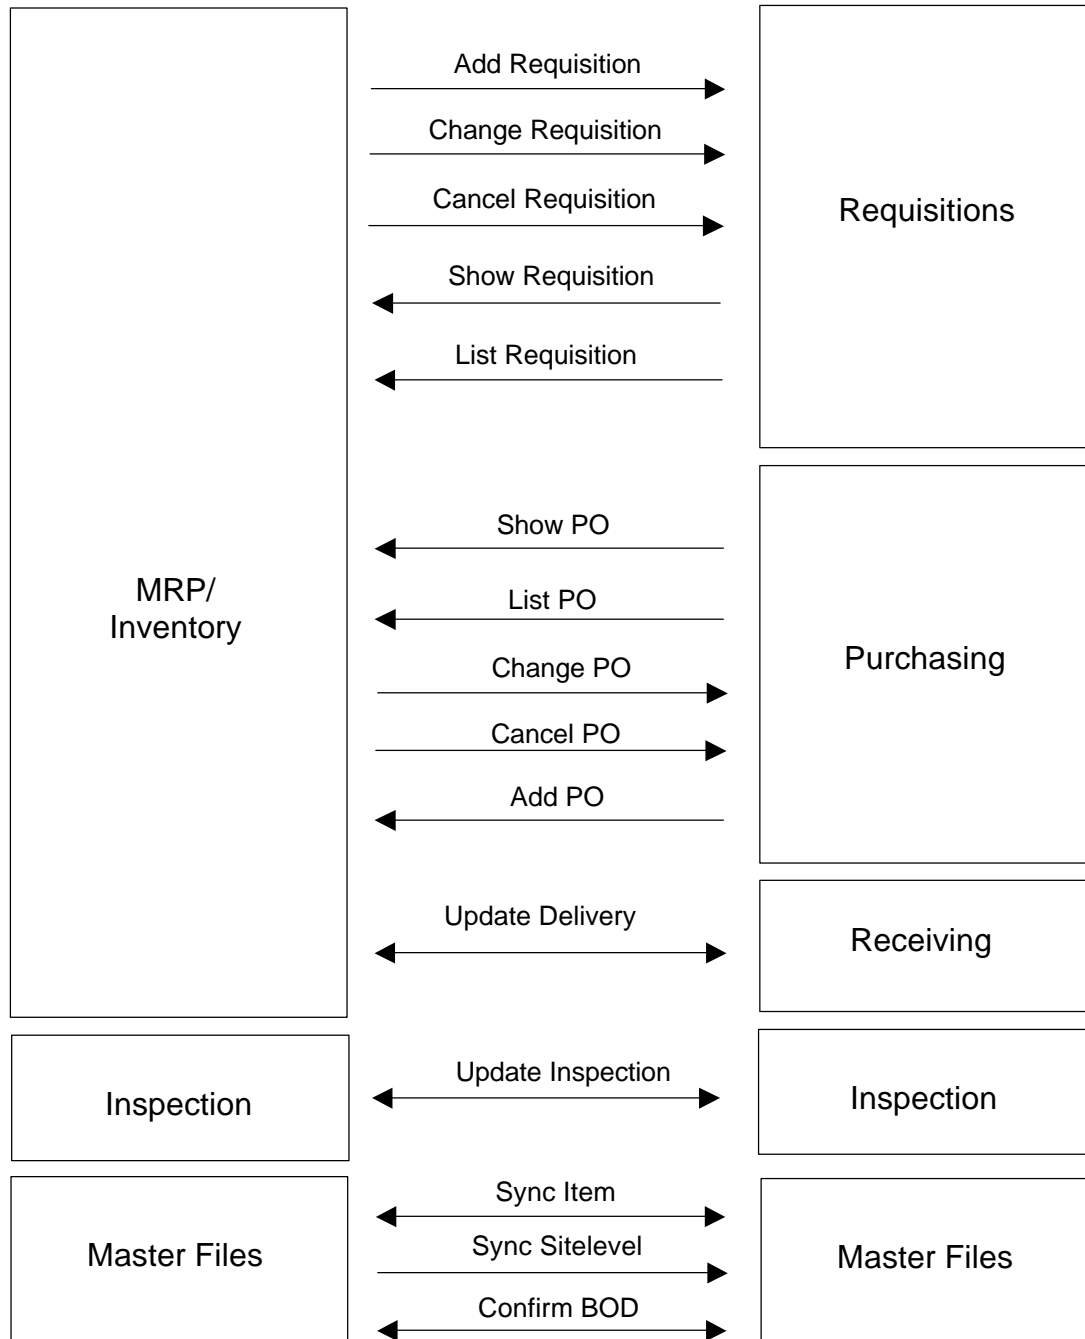 Add Requisition
Change Requisition
Cancel Requisition
Requisitions
Show Requisition
List Requisition
Show PO
MRP/
Inventory
List PO
Purchasing
Change PO
Cancel PO
Add PO
Update Delivery
Receiving
Inspection
Update Inspection
Inspection
Master Files
Sync Item
Sync Sitelevel
Confirm BOD
Master Files